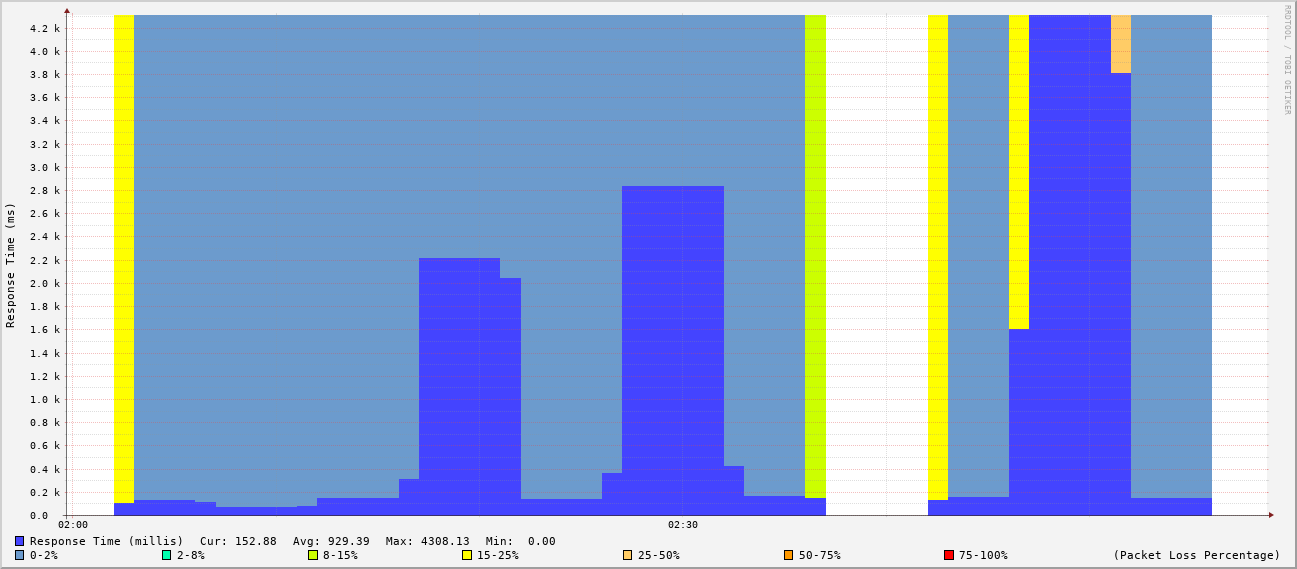 RRDTOOL / TOBI OETIKER
Response Time (ms)
4.2 k
4.0 k
3.8 k
3.6 k
3.4 k
3.2 k
3.0 k
2.8 k
2.6 k
2.4 k
2.2 k
2.0 k
1.8 k
1.6 k
1.4 k
1.2 k
1.0 k
0.8 k
0.6 k
0.4 k
0.2 k
0.0
02:00 02:30
Response Time (millis) Cur: 152.88 Avg: 929.39 Max: 4308.13 Min: 0.00
0-2% 2-8% 8-15% 15-25% 25-50% 50-75% 75-100% (Packet Loss Percentage)